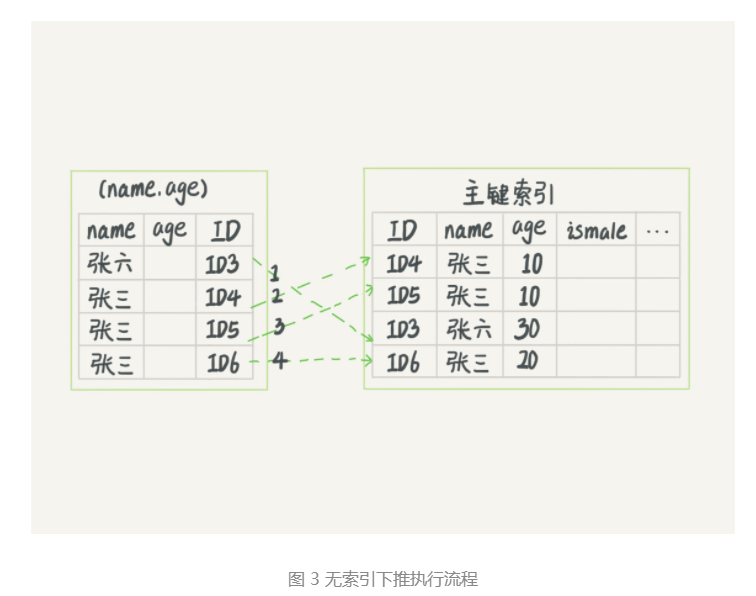 (name.age)
name age ID
张六 ID3
张三 ID4
张三 ID5
张三 ID6
1
2
3
4
主键索引
ID name age ismale ...
ID4 张三 10
ID5 张三 10
ID3 张六 30
ID6 张三 20
图 3 无索引下推执行流程